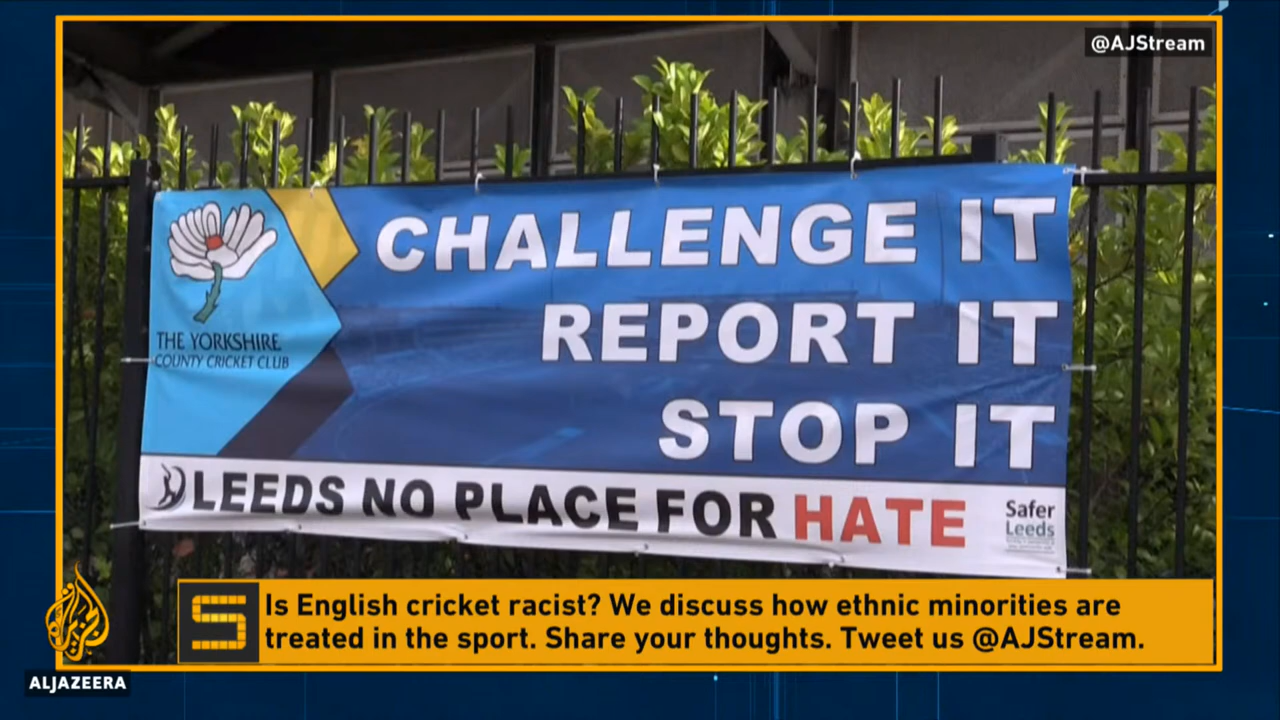 @AJStream
CHALLENGE IT
REPORT IT
STOP IT
THE YORKSHIRE
COUNTY CRICKET CLUB
LEEDS NO PLACE FOR HATE
Safer
Leeds
Is English cricket racist? We discuss how ethnic minorities are
treated in the sport. Share your thoughts. Tweet us @AJStream.
ALJAZEERA